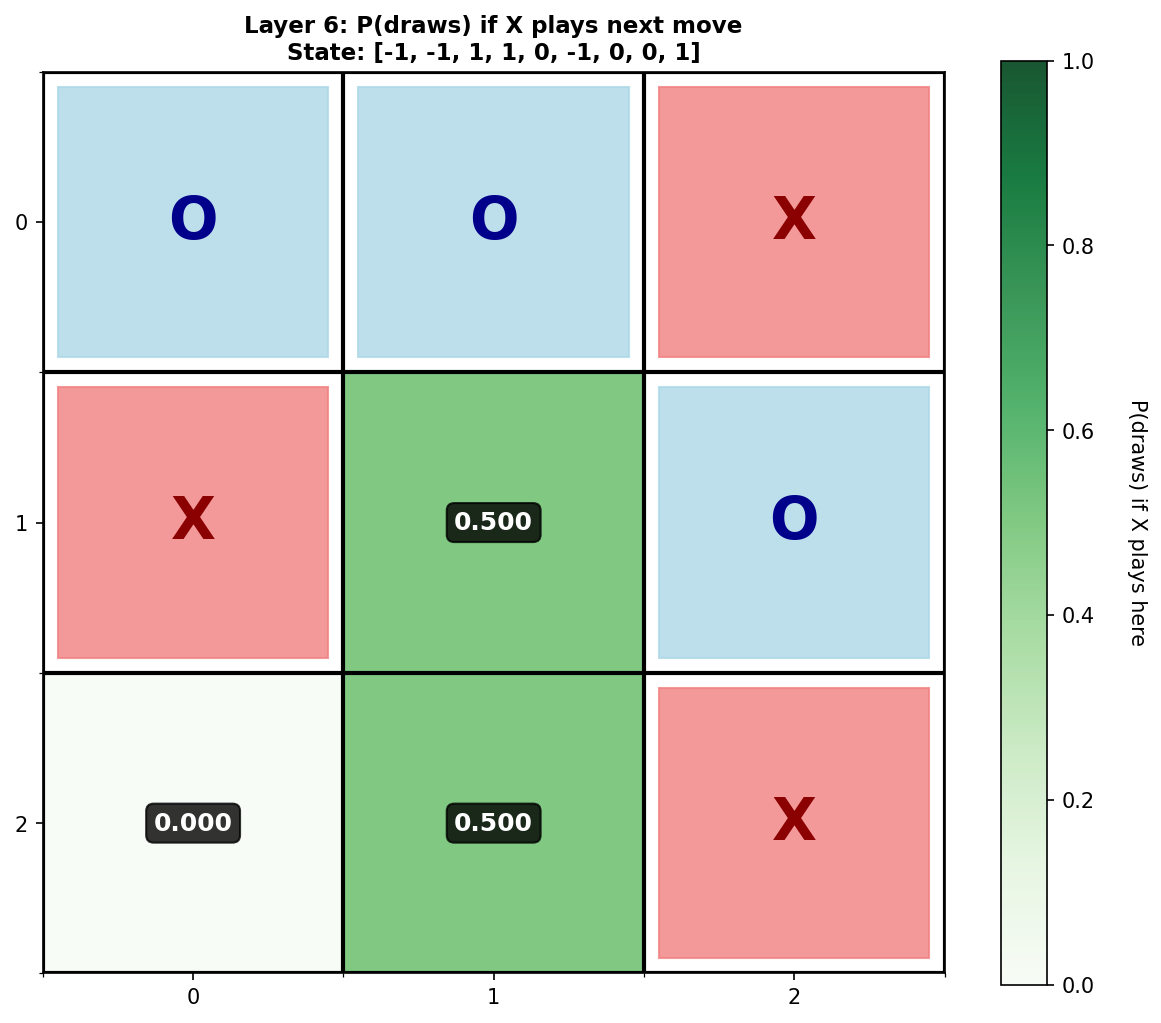 Layer 6: P(draws) if X plays next move
State: [-1, -1, 1, 1, 0, -1, 0, 0, 1]
0
O
O
X
1
X
0.500
O
2
0.000
0.500
X
0
1
2
1.0
0.8
0.6
0.4
0.2
0.0
P(draws) if X plays here